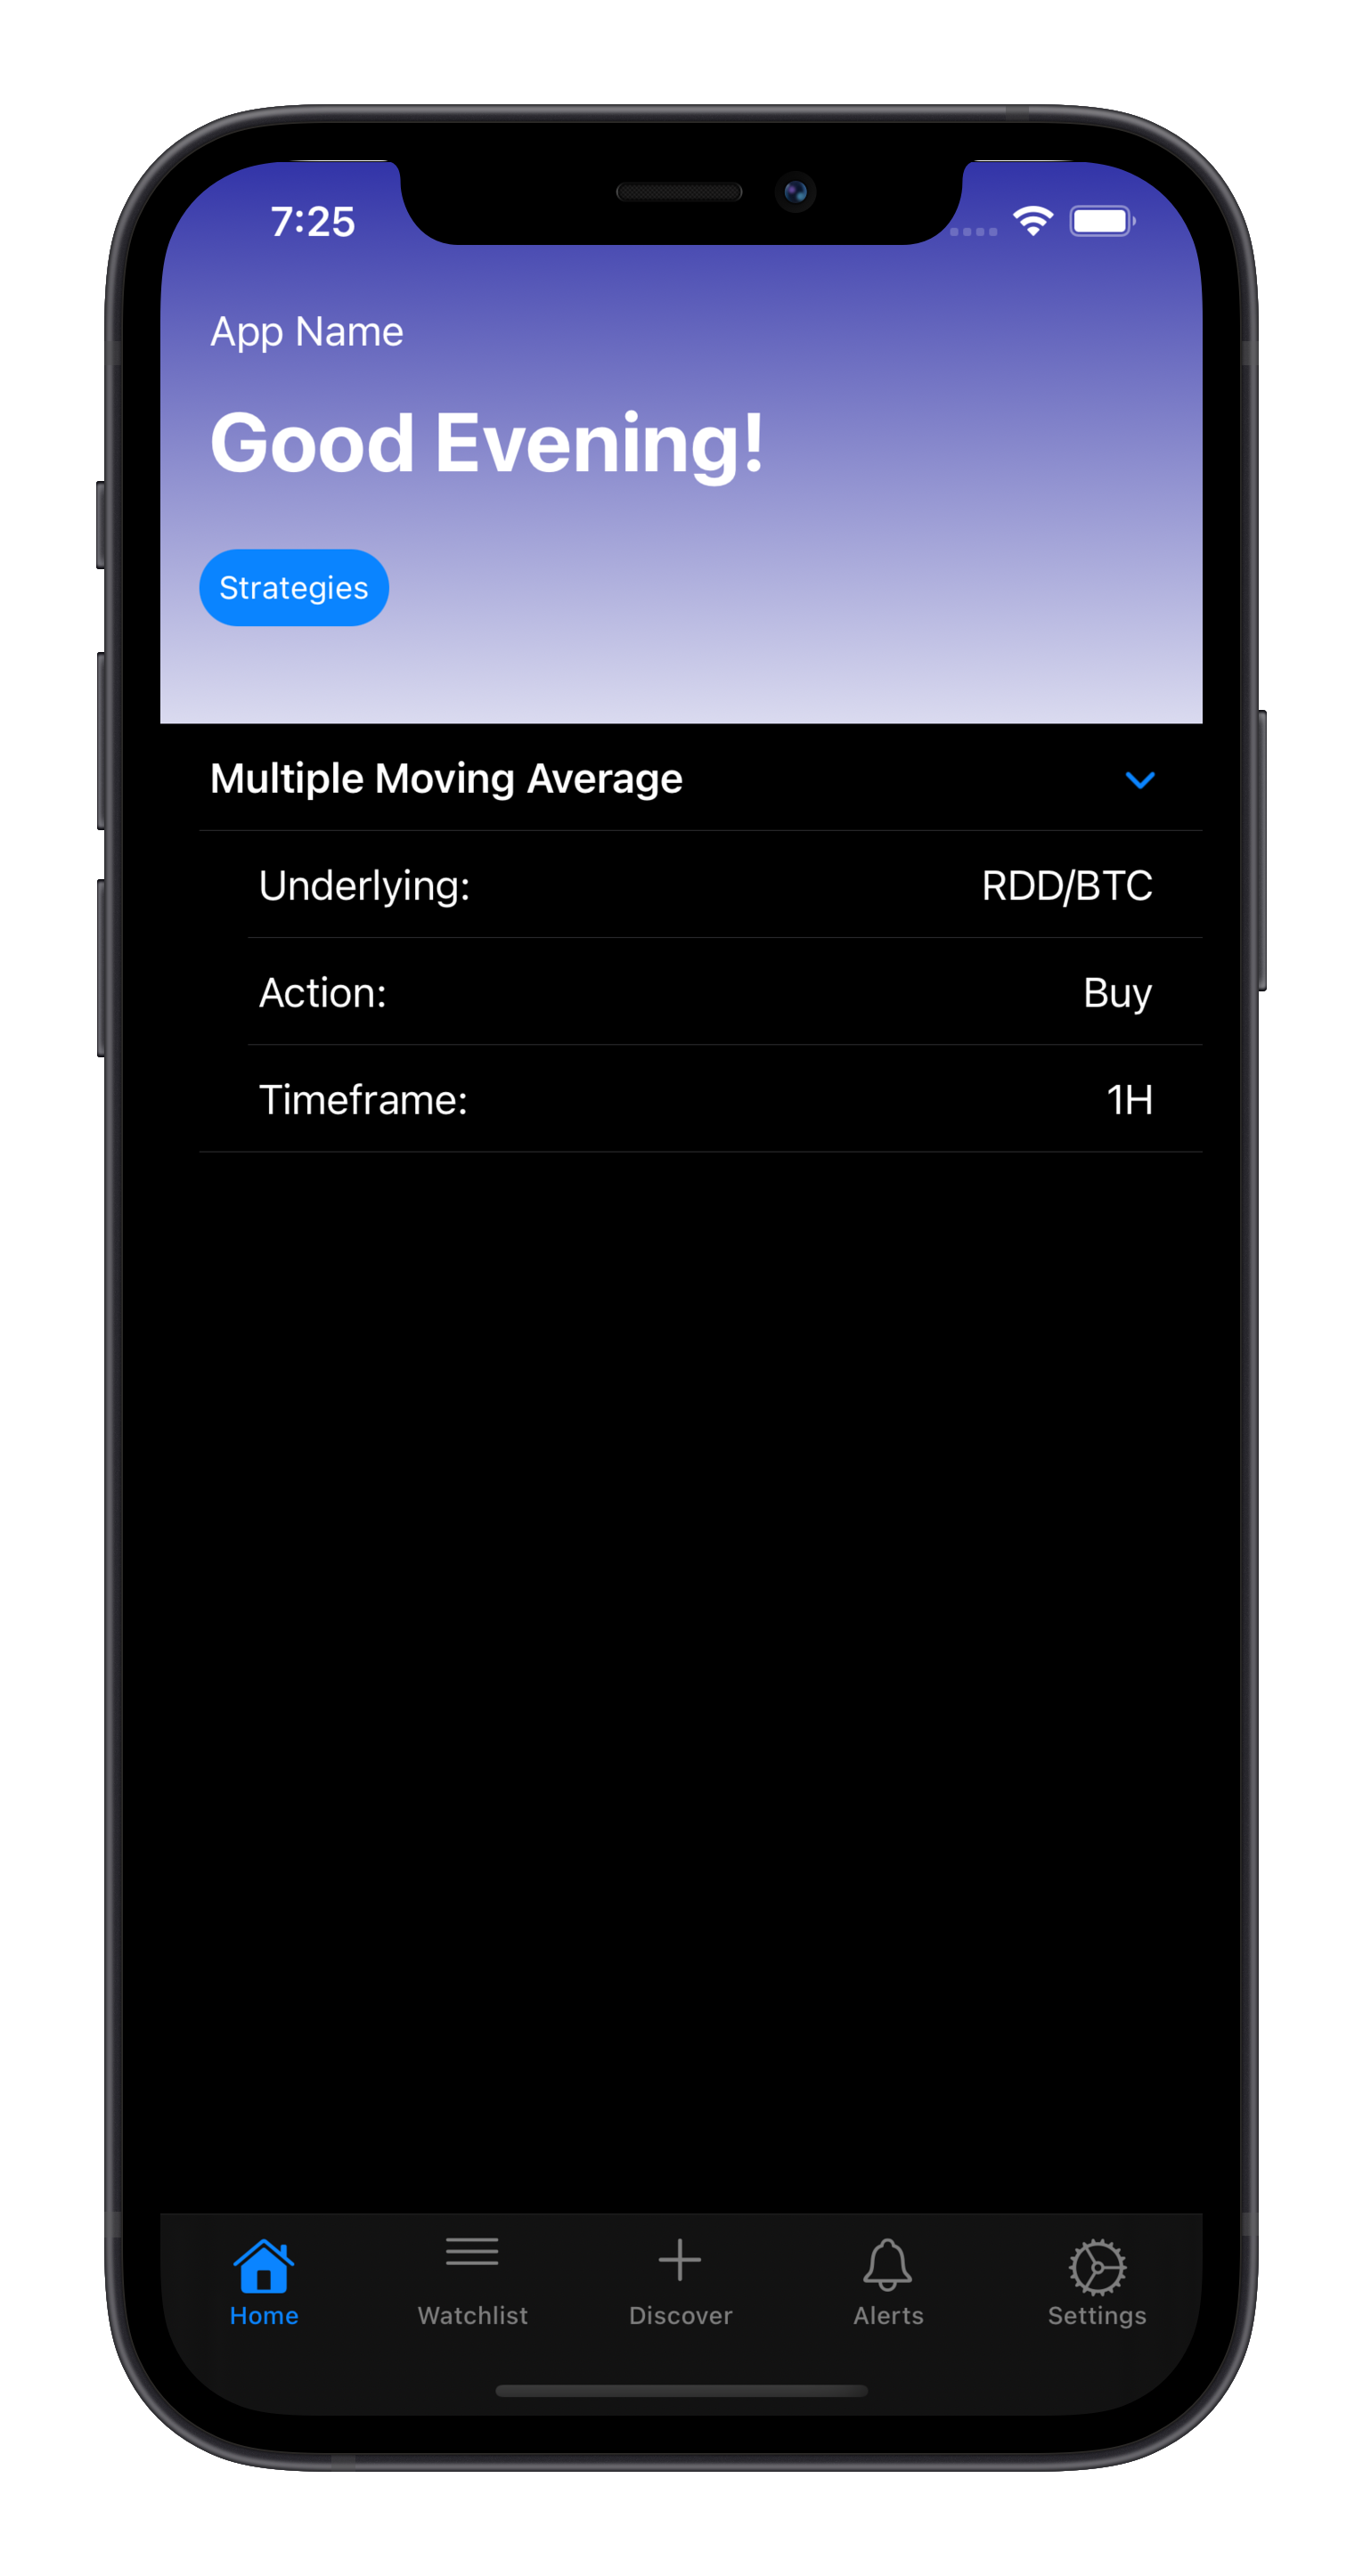 7:25
App Name
Good Evening!
Strategies
Multiple Moving Average
Underlying: RDD/BTC
Action: Buy
Timeframe: 1H
Home Watchlist Discover Alerts Settings